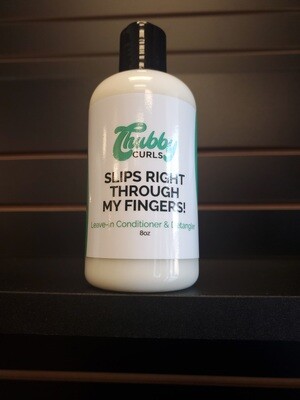 Chubby
CURLS
SLIPS RIGHT
THROUGH
MY FINGERS!
Leave-in Conditioner & Detangler
8oz